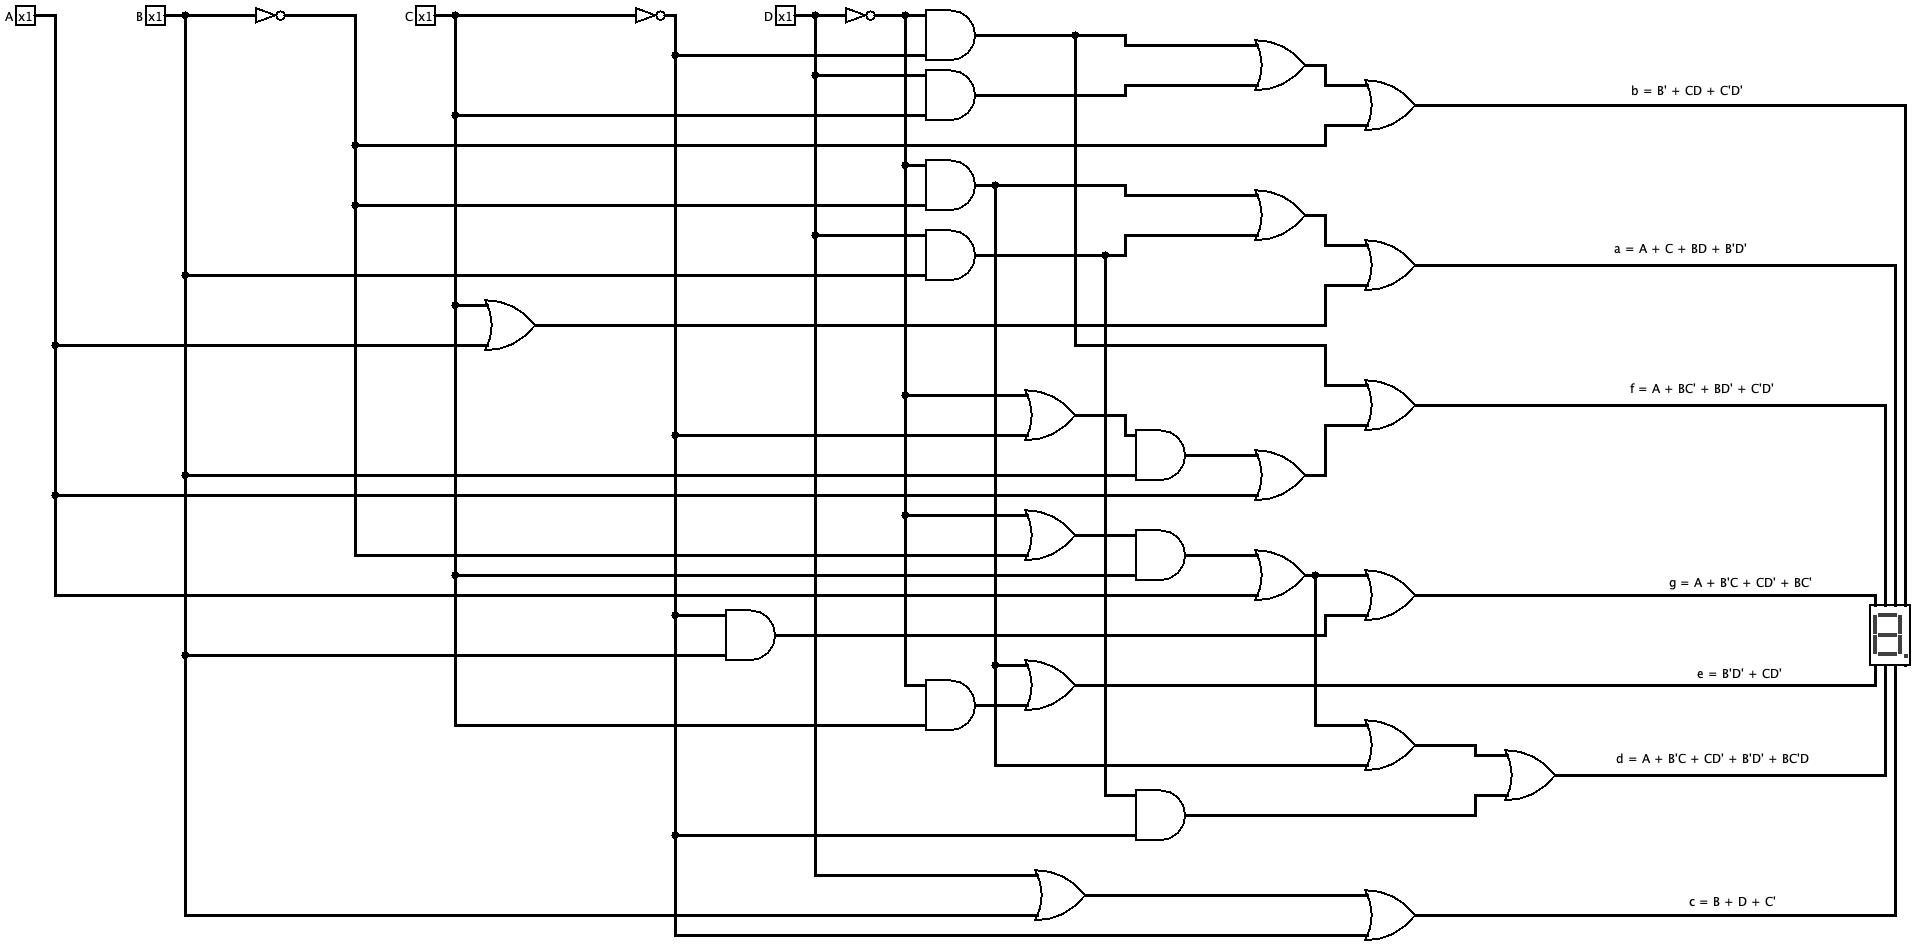 A x1 B x1 C x1 D x1
b = B' + CD + C'D'
a = A + C + BD + B'D'
f = A + BC' + BD' + C'D'
g = A + B'C + CD' + BC'
e = B'D' + CD'
d = A + B'C + CD' + B'D' + BC'D
c = B + D + C'